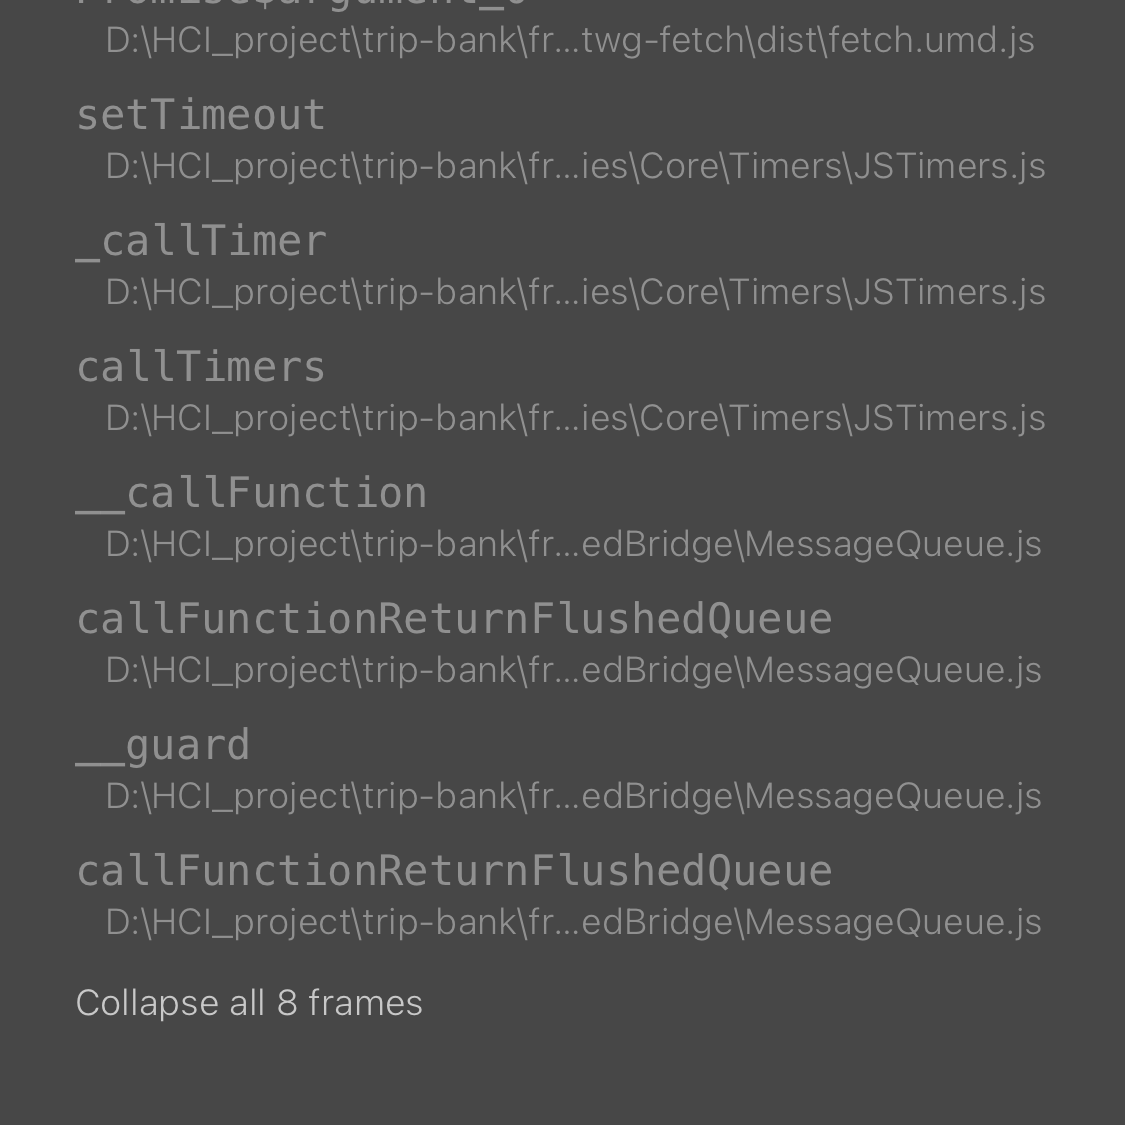 Promise$argument_0
D:\HCI_project\trip-bank\fr...twg-fetch\dist\fetch.umd.js
setTimeout
D:\HCI_project\trip-bank\fr...ies\Core\Timers\JSTimers.js
_callTimer
D:\HCI_project\trip-bank\fr...ies\Core\Timers\JSTimers.js
callTimers
D:\HCI_project\trip-bank\fr...ies\Core\Timers\JSTimers.js
__callFunction
D:\HCI_project\trip-bank\fr...edBridge\MessageQueue.js
callFunctionReturnFlushedQueue
D:\HCI_project\trip-bank\fr...edBridge\MessageQueue.js
__guard
D:\HCI_project\trip-bank\fr...edBridge\MessageQueue.js
callFunctionReturnFlushedQueue
D:\HCI_project\trip-bank\fr...edBridge\MessageQueue.js
Collapse all 8 frames